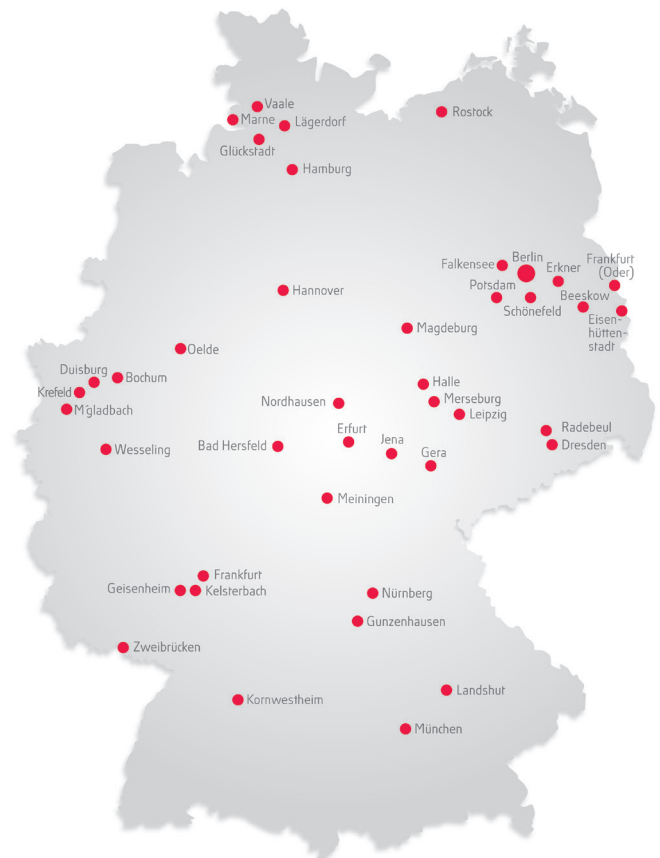 Vaale
Marne
Lägerdorf
Rostock
Glückstadt
Hamburg
Berlin
Falkensee
Erkner
Frankfurt
(Oder)
Potsdam
Hannover
Beeskow
Schönefeld
Eisen-
hütten-
stadt
Magdeburg
Oelde
Duisburg
Bochum
Krefeld
M'gladbach
Halle
Nordhausen
Merseburg
Leipzig
Erfurt
Radebeul
Wesseling
Bad Hersfeld
Jena
Gera
Dresden
Meiningen
Frankfurt
Geisenheim
Kelsterbach
Nürnberg
Gunzenhausen
Zweibrücken
Landshut
Kornwestheim
München